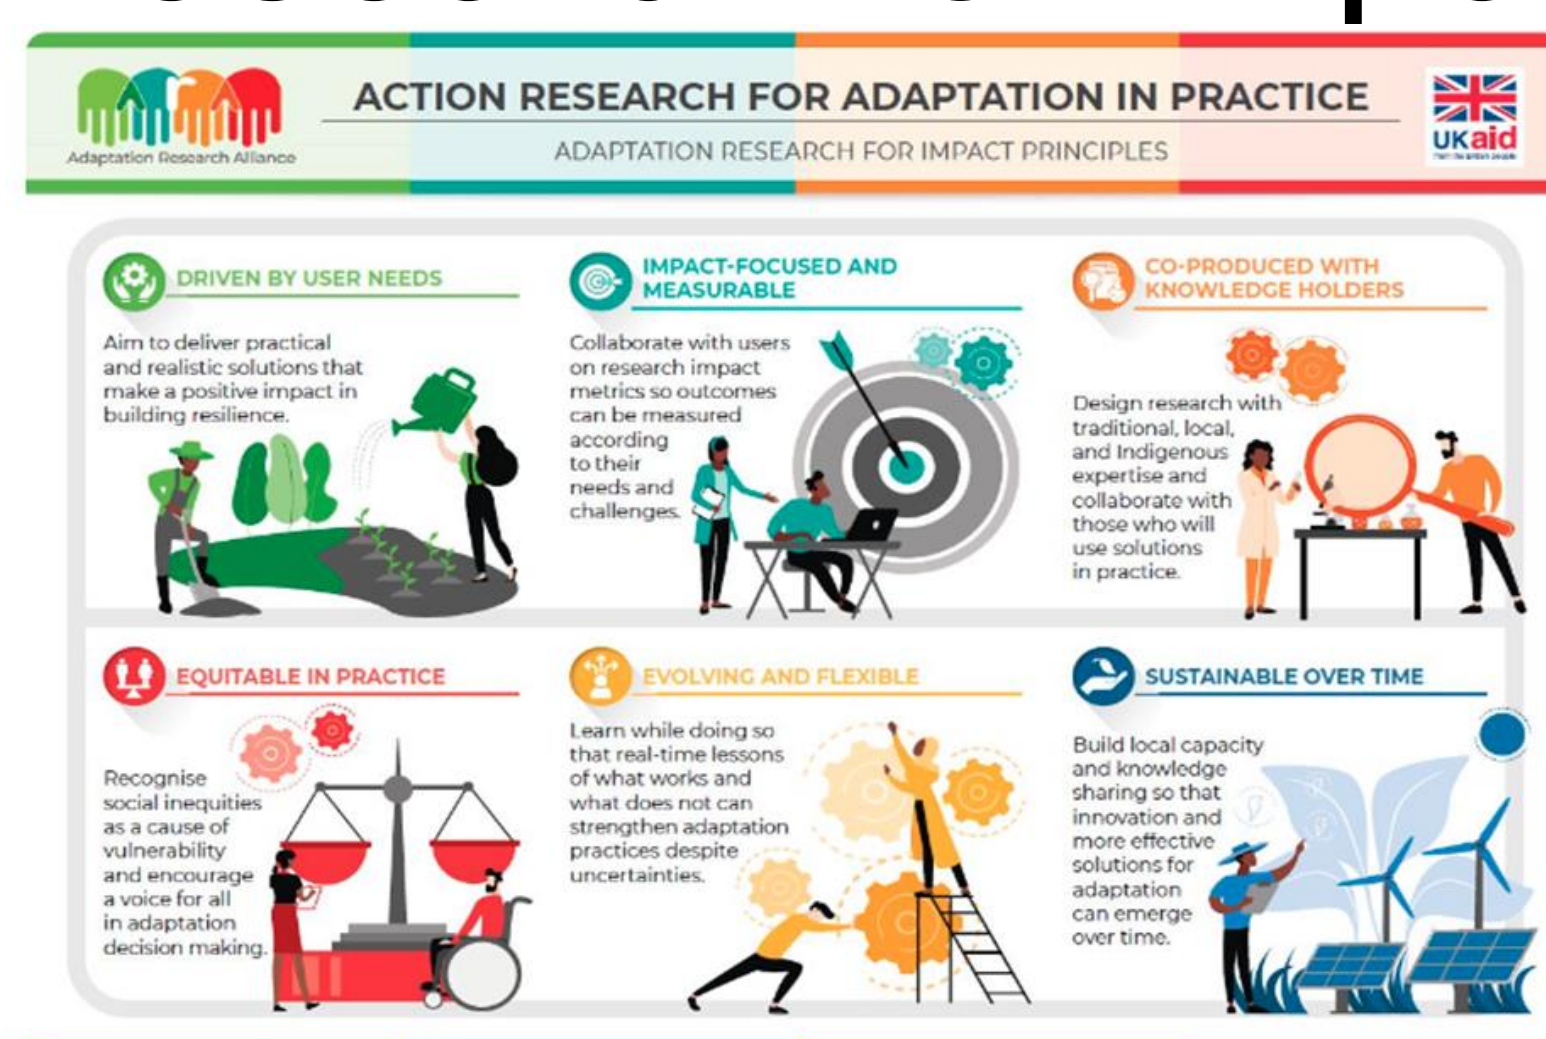 Adaptation Research Alliance
ACTION RESEARCH FOR ADAPTATION IN PRACTICE
ADAPTATION RESEARCH FOR IMPACT PRINCIPLES
UKaid
from the British people
DRIVEN BY USER NEEDS
Aim to deliver practical
and realistic solutions that
make a positive impact in
building resilience.
IMPACT-FOCUSED AND
MEASURABLE
Collaborate with users
on research impact
metrics so outcomes
can be measured
according
to their
needs and
challenges.
CO-PRODUCED WITH
KNOWLEDGE HOLDERS
Design research with
traditional, local,
and Indigenous
expertise and
collaborate with
those who will
use solutions
in practice.
EQUITABLE IN PRACTICE
Recognise
social inequities
as a cause of
vulnerability
and encourage
a voice for all
in adaptation
decision making.
EVOLVING AND FLEXIBLE
Learn while doing so
that real-time lessons
of what works and
what does not can
strengthen adaptation
practices despite
uncertainties.
SUSTAINABLE OVER TIME
Build local capacity
and knowledge
sharing so that
innovation and
more effective
solutions for
adaptation
can emerge
over time.